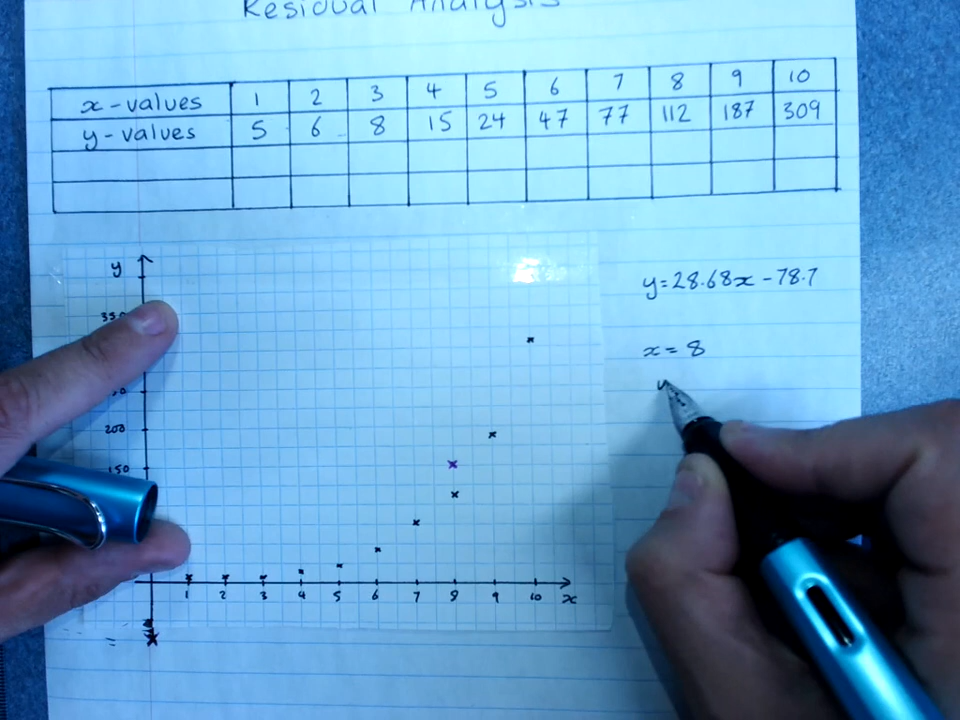 Residual Analysis
x-values 1 2 3 4 5 6 7 8 9 10
y-values 5 6 8 15 24 47 77 112 187 309
y
y=28.68x-78.7
x=8
200
150
1 2 3 4 5 6 7 8 9 10 x